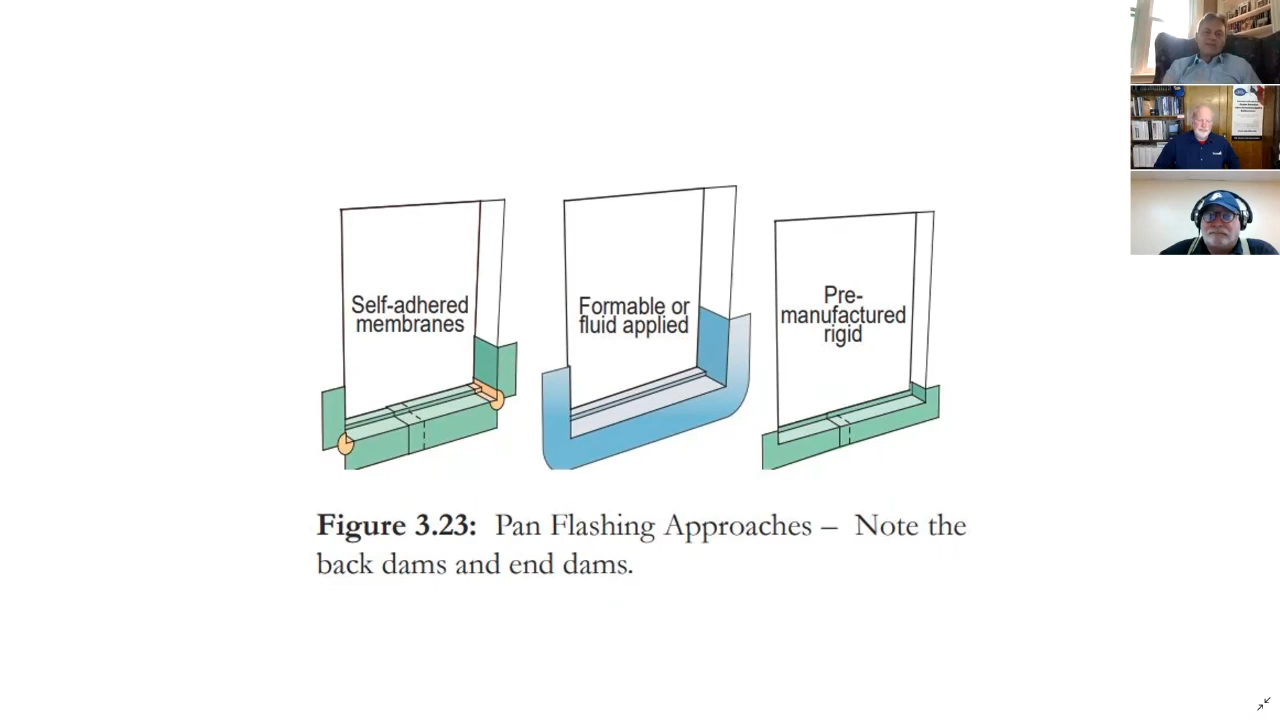 Self-adhered
membranes
Formable or
fluid applied
Pre-
manufactured
rigid
Figure 3.23: Pan Flashing Approaches – Note the
back dams and end dams.